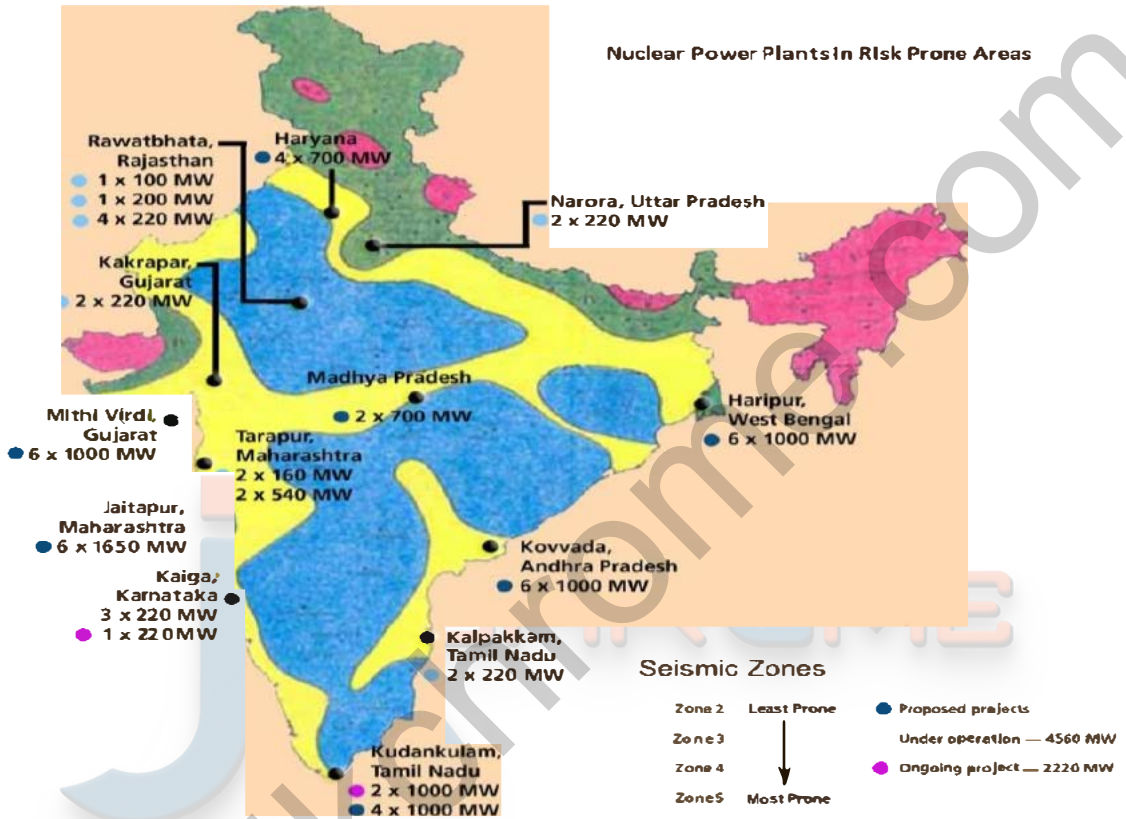 Nuclear Power Plants in Risk Prone Areas
Rawatbhata,
Rajasthan
1 x 100 MW
1 x 200 MW
4 x 220 MW
Haryana
4 x 700 MW
Narora, Uttar Pradesh
2 x 220 MW
Kakrapar,
Gujarat
2 x 220 MW
Madhya Pradesh
2 x 700 MW
Mithi Virdi,
Gujarat
6 x 1000 MW
Tarapur,
Maharashtra
2 x 160 MW
2 x 540 MW
Haripur,
West Bengal
6 x 1000 MW
Jaitapur,
Maharashtra
6 x 1650 MW
Kovvada,
Andhra Pradesh
6 x 1000 MW
Kaiga,
Karnataka
3 x 220 MW
1 x 220 MW
Kalpakkam,
Tamil Nadu
2 x 220 MW
Kudankulam,
Tamil Nadu
2 x 1000 MW
4 x 1000 MW
Seismic Zones
Zone 2 Least Prone
Zone 3
Zone 4
Zone 5 Most Prone
Proposed projects
Under operation — 4560 MW
Ongoing project — 2220 MW